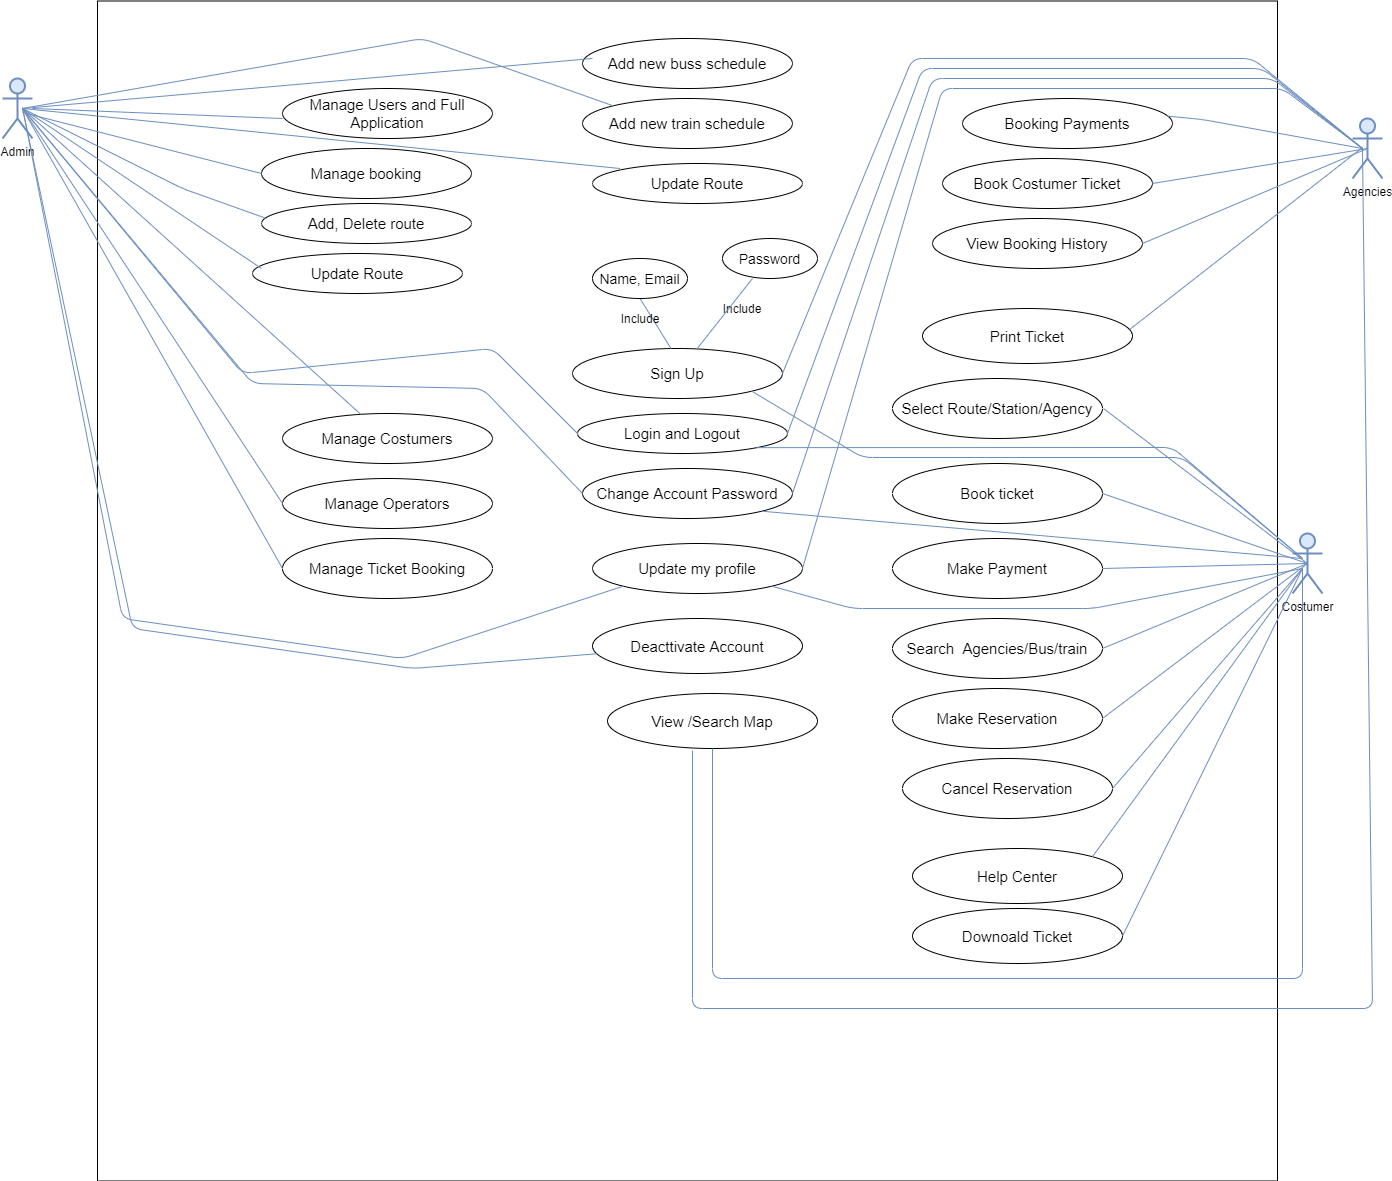 Admin
Manage Users and Full
Application
Manage booking
Add, Delete route
Update Route
Manage Costumers
Manage Operators
Manage Ticket Booking
Add new buss schedule
Add new train schedule
Update Route
Name, Email
Password
Include
Include
Sign Up
Login and Logout
Change Account Password
Update my profile
Deacttivate Account
View /Search Map
Booking Payments
Book Costumer Ticket
View Booking History
Print Ticket
Select Route/Station/Agency
Book ticket
Make Payment
Search  Agencies/Bus/train
Make Reservation
Cancel Reservation
Help Center
Downoald Ticket
Agencies
Costumer